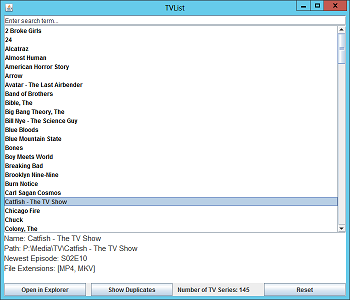 TVList
Enter search term...
2 Broke Girls
24
Alcatraz
Almost Human
American Horror Story
Arrow
Avatar - The Last Airbender
Band of Brothers
Bible, The
Big Bang Theory, The
Bill Nye - The Science Guy
Blue Bloods
Blue Mountain State
Bones
Boy Meets World
Breaking Bad
Brooklyn Nine-Nine
Burn Notice
Carl Sagan Cosmos
Catfish - The TV Show
Chicago Fire
Chuck
Colony, The
Name: Catfish - The TV Show
Path: P:\Media\TV\Catfish - The TV Show
Newest Episode: S02E10
File Extensions: [MP4, MKV]
Open in Explorer
Show Duplicates
Number of TV Series: 145
Reset